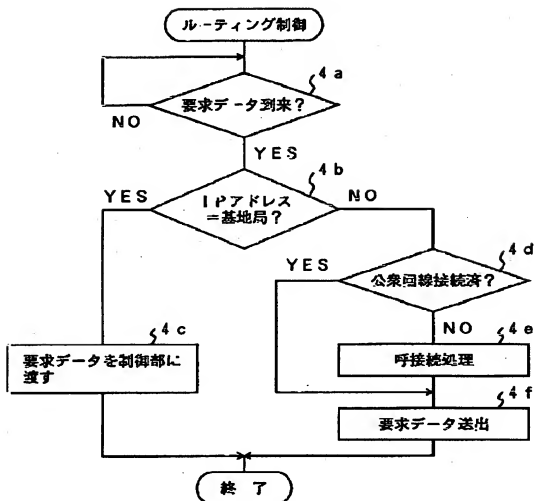 ルーティング制御
4a
要求データ到来?
NO
YES
4b
YES
IPアドレス
=基地局?
NO
4d
YES
公衆回線接続済?
4c
NO
4e
要求データを制御部に
渡す
呼接続処理
4f
要求データ送出
終了